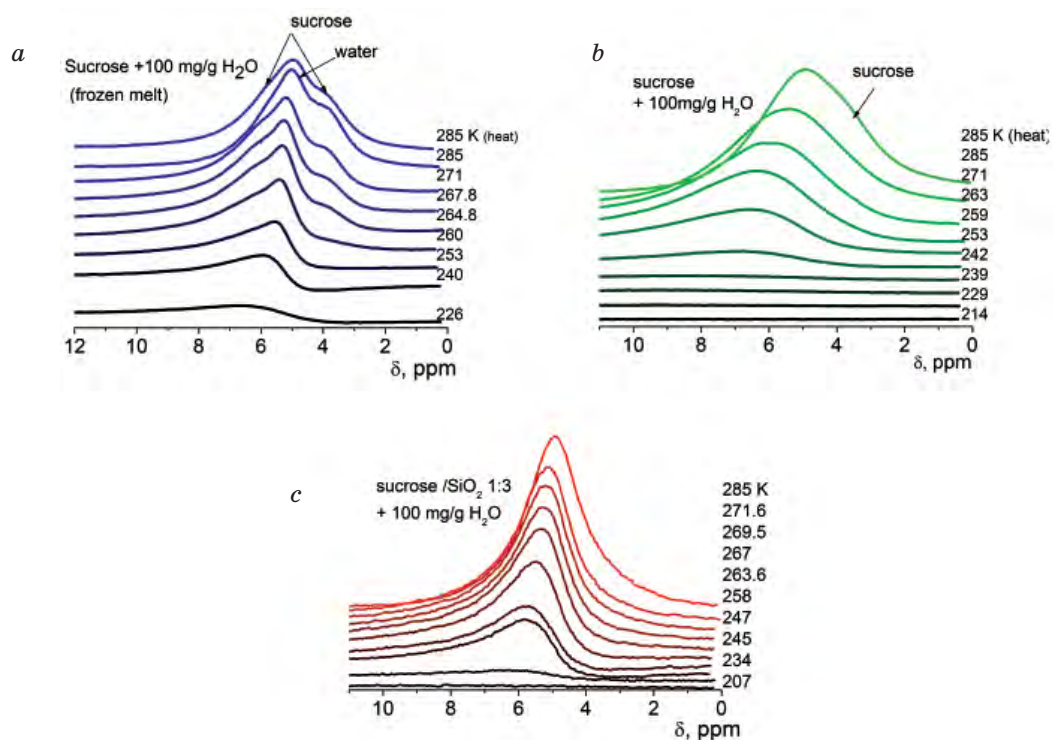 a
sucrose
water
Sucrose +100 mg/g H2O
(frozen melt)
285 K (heat)
285
271
267.8
264.8
260
253
240
226
12 10 8 6 4 2 0
δ, ppm
b
sucrose
+ 100mg/g H2O
sucrose
285 K (heat)
285
271
263
259
253
242
239
229
214
10 8 6 4 2 0
δ, ppm
c
sucrose /SiO2 1:3
+ 100 mg/g H2O
285 K
271.6
269.5
267
263.6
258
247
245
234
207
10 8 6 4 2 0
δ, ppm